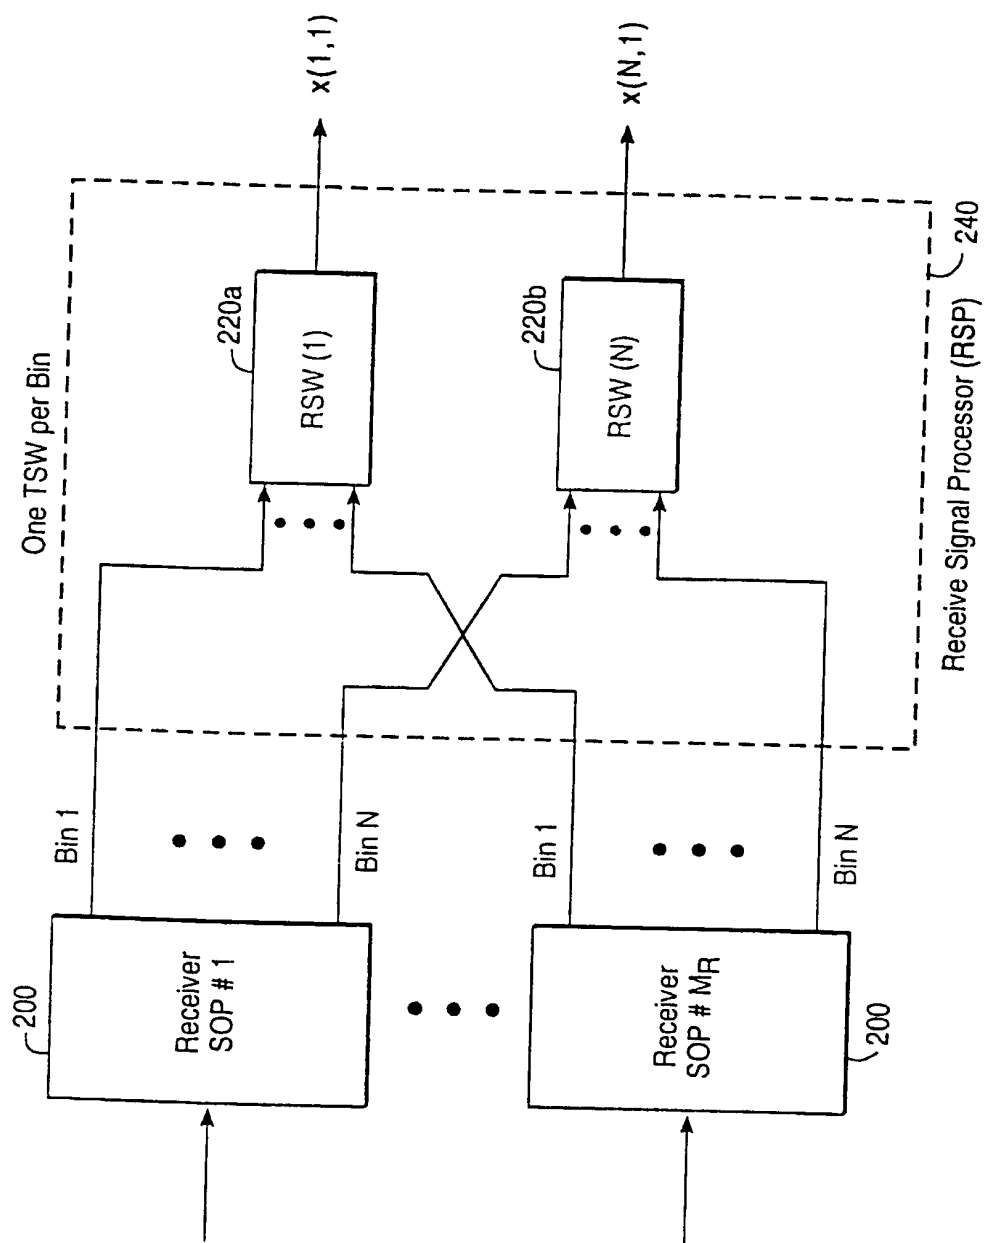 One TSW per Bin
200
Receiver
SOP # 1
Bin 1
Bin N
220a
RSW (1)
x(1,1)
Receiver
SOP # MR
200
Bin 1
Bin N
220b
RSW (N)
x(N,1)
240
Receive Signal Processor (RSP)